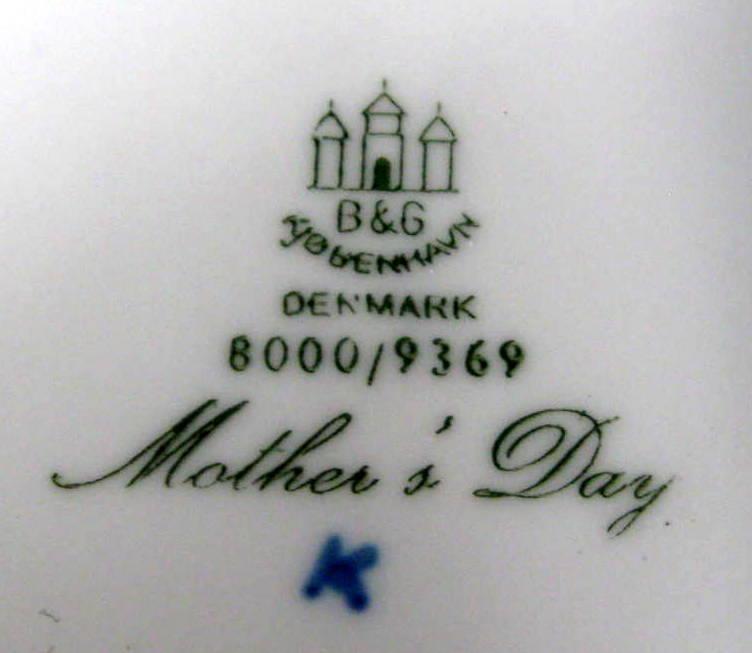 B&G
KJØBENHAVN
DENMARK
8000/9369
Mother's Day
K